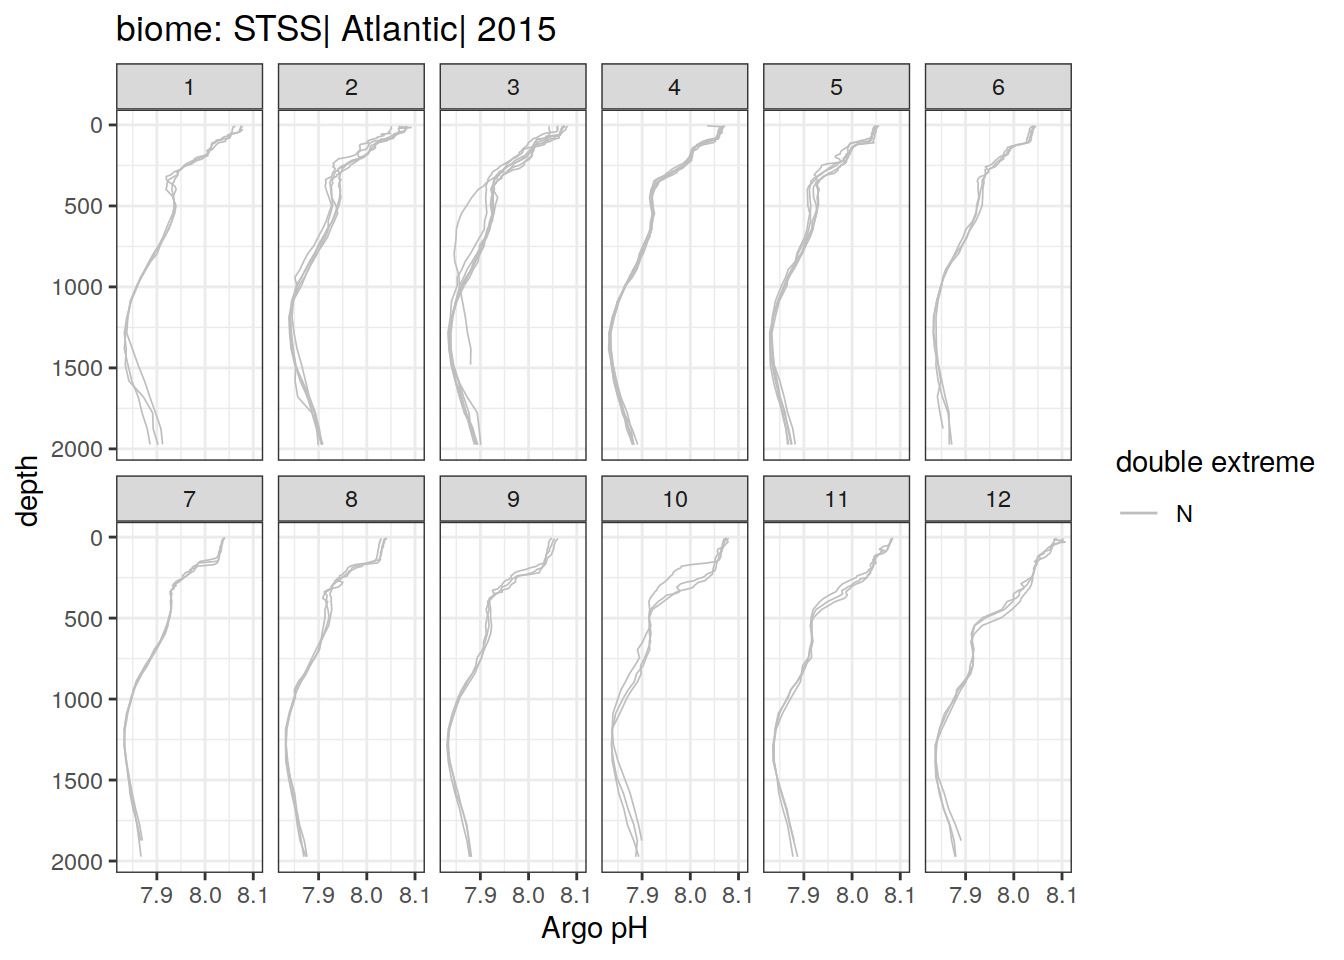 biome: STSS| Atlantic| 2015
1 2 3 4 5 6
0
500
1000
1500
2000
depth
7 8 9 10 11 12
0
500
1000
1500
2000
7.9 8.0 8.1 7.9 8.0 8.1 7.9 8.0 8.1 7.9 8.0 8.1 7.9 8.0 8.1 7.9 8.0 8.1
Argo pH
double extreme
N